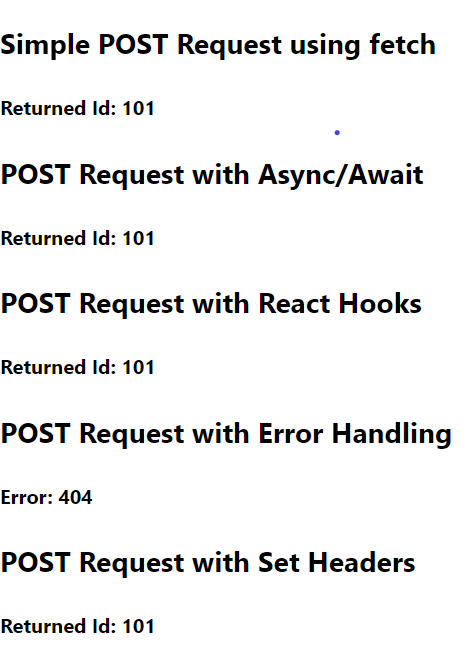 Simple POST Request using fetch
Returned Id: 101
POST Request with Async/Await
Returned Id: 101
POST Request with React Hooks
Returned Id: 101
POST Request with Error Handling
Error: 404
POST Request with Set Headers
Returned Id: 101